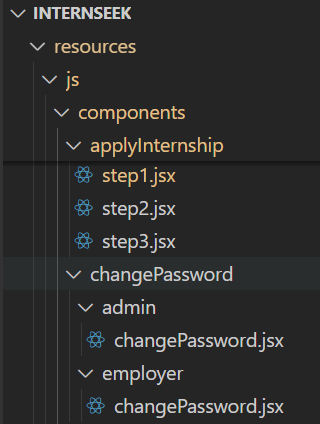 INTERNSEEK
resources
js
components
applyInternship
step1.jsx
step2.jsx
step3.jsx
changePassword
admin
changePassword.jsx
employer
changePassword.jsx